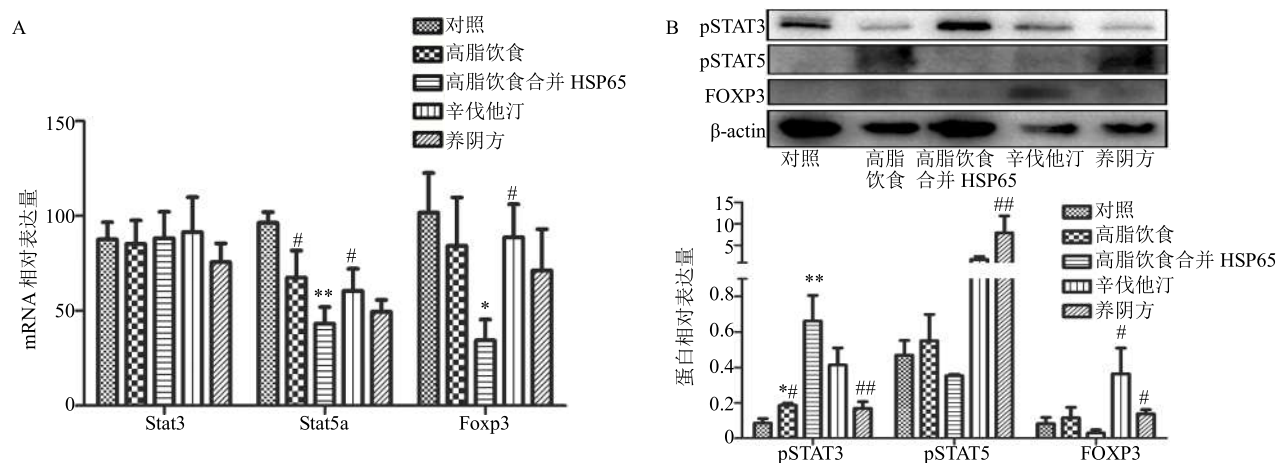 A
对照
高脂饮食
高脂饮食合并 HSP65
辛伐他汀
养阴方
mRNA 相对表达量
150
100
50
0
#
**
#
*
#
Stat3
Stat5a
Foxp3
B
pSTAT3
pSTAT5
FOXP3
β-actin
对照
高脂
饮食
高脂饮食
合并 HSP65
辛伐他汀
养阴方
蛋白相对表达量
15
10
5
0.8
0.6
0.4
0.2
0
*#
**
##
##
#
#
对照
高脂饮食
高脂饮食合并 HSP65
辛伐他汀
养阴方
pSTAT3
pSTAT5
FOXP3